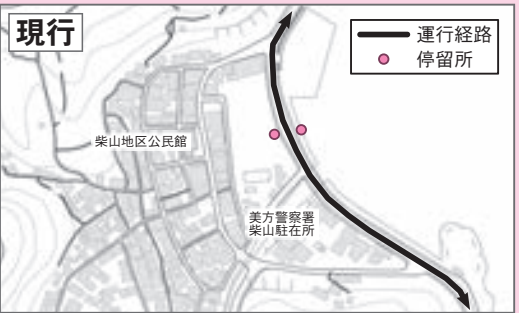 現行
運行経路
停留所
柴山地区公民館
美方警察署
柴山駐在所